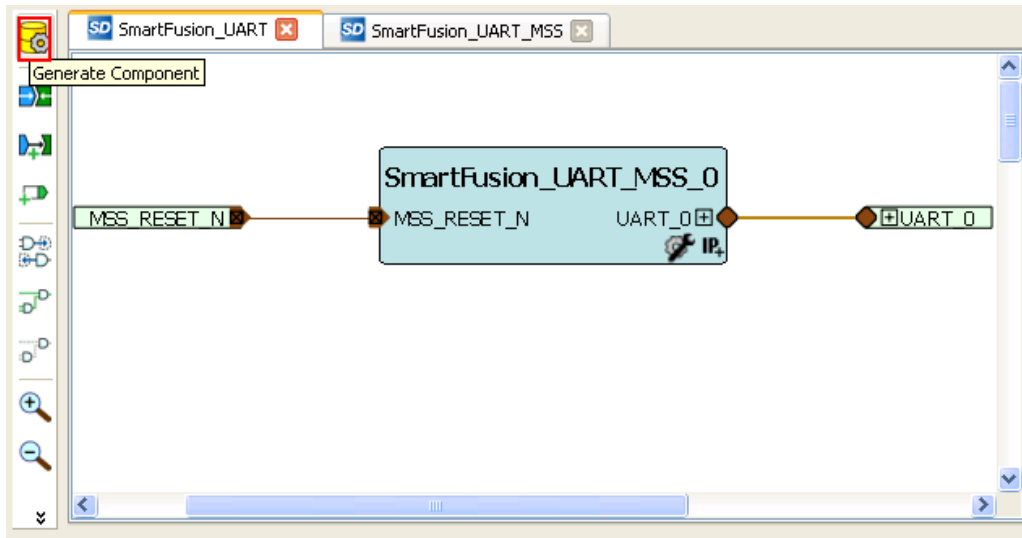 SD SmartFusion_UART
SD SmartFusion_UART_MSS
Generate Component
SmartFusion_UART_MSS_0
MSS_RESET_N
MSS_RESET_N
UART_0
UART_0
IP